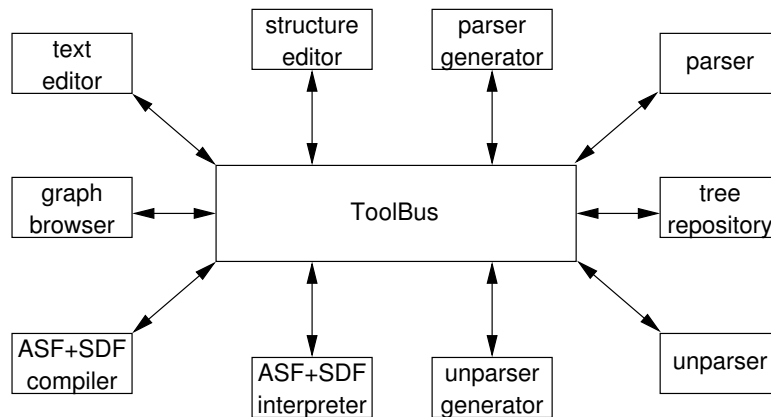 text
editor
structure
editor
parser
generator
parser
graph
browser
ToolBus
tree
repository
ASF+SDF
compiler
ASF+SDF
interpreter
unparser
generator
unparser